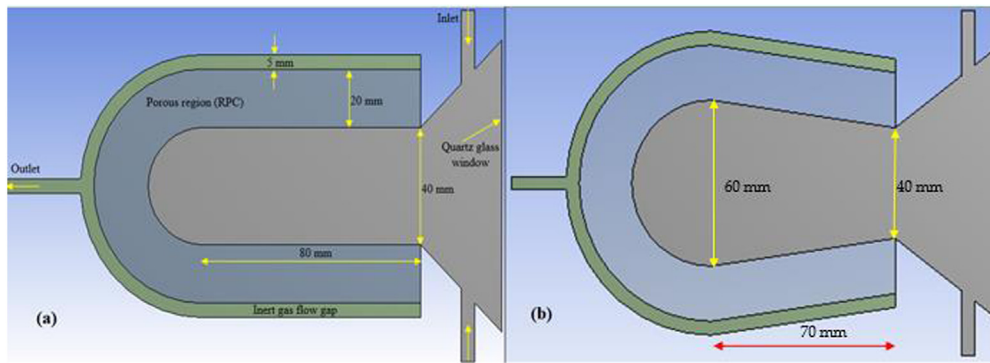 Inlet
5 mm
Porous region (RPC)
20 mm
Quartz glass
window
Outlet
40 mm
80 mm
Inert gas flow gap
(a)
60 mm
40 mm
(b)
70 mm